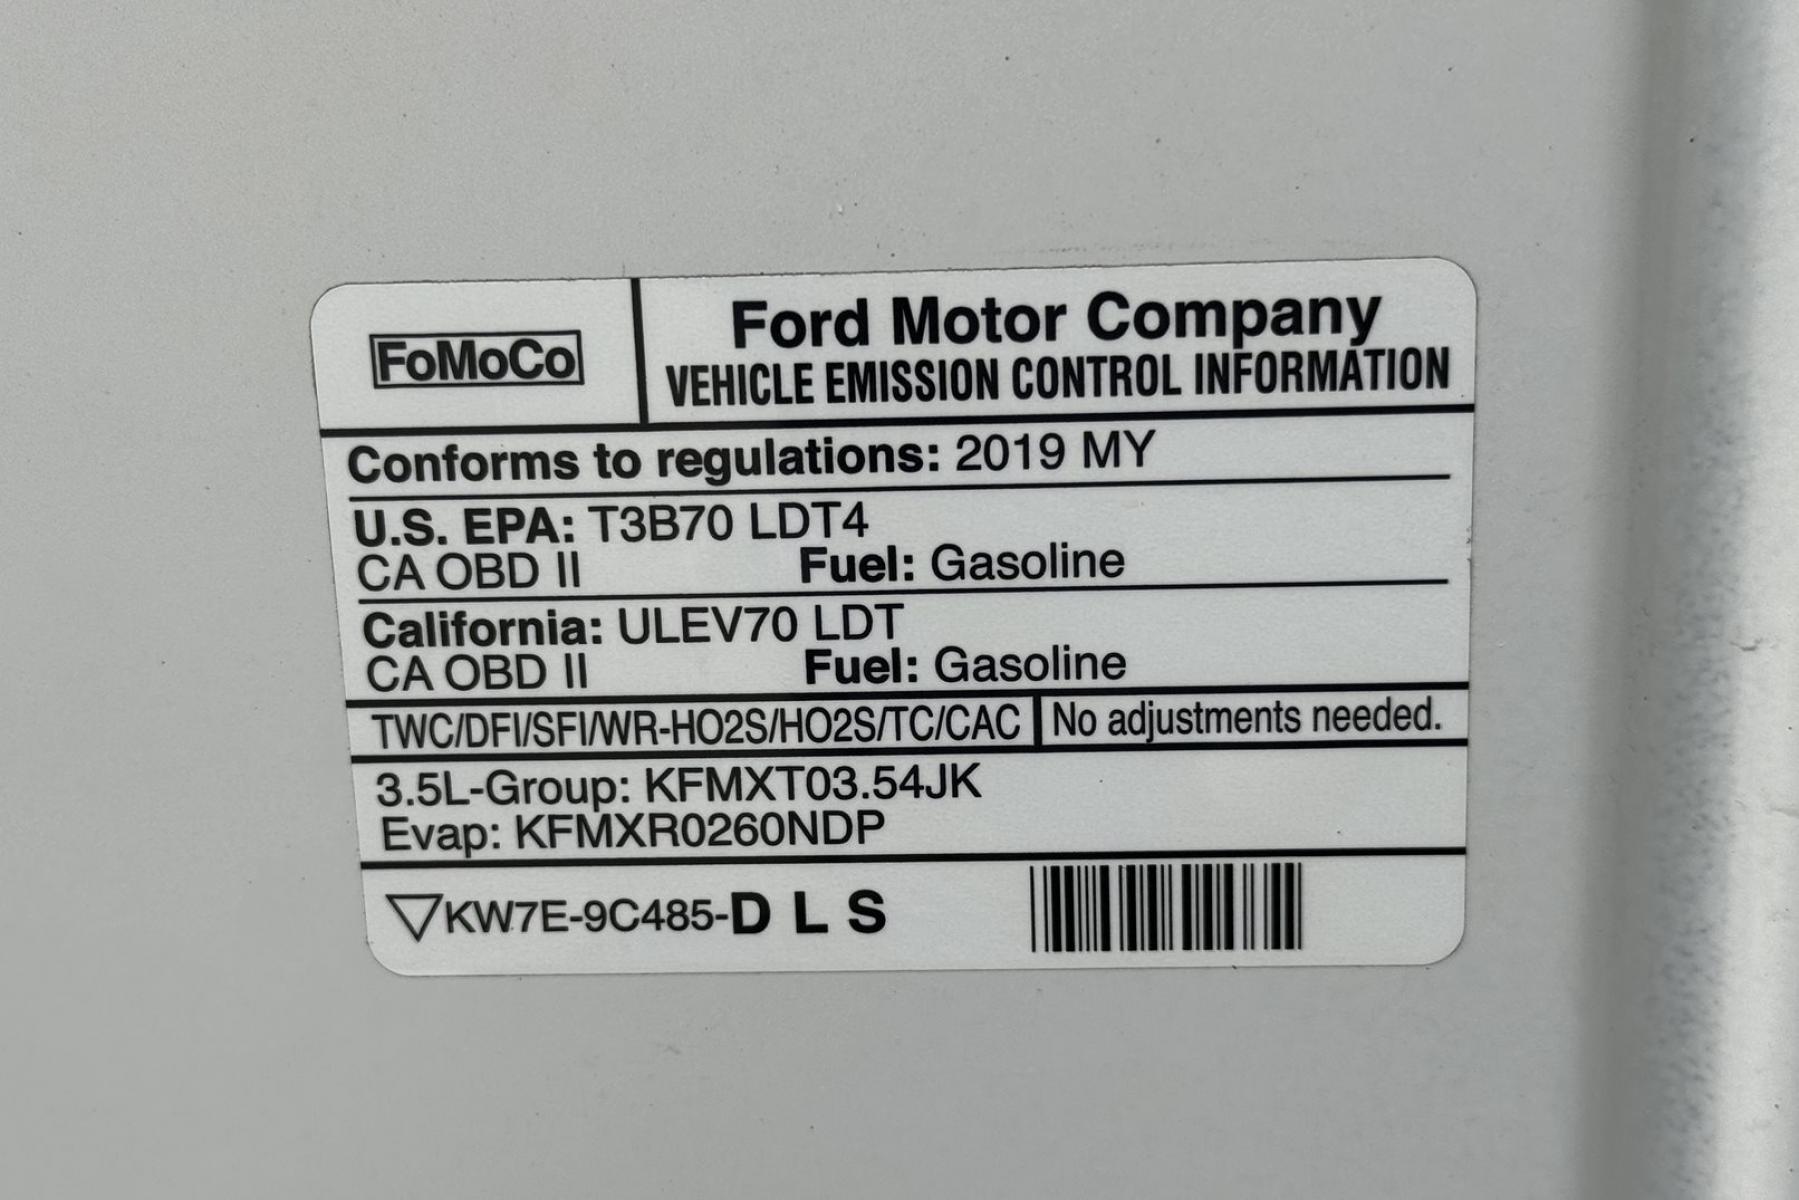 FoMoCo
Ford Motor Company
VEHICLE EMISSION CONTROL INFORMATION
Conforms to regulations: 2019 MY
U.S. EPA: T3B70 LDT4
CA OBD II Fuel: Gasoline
California: ULEV70 LDT
CA OBD II Fuel: Gasoline
TWC/DFI/SFI/WR-HO2S/HO2S/TC/CAC No adjustments needed.
3.5L-Group: KFMXT03.54JK
Evap: KFMXR0260NDP
KW7E-9C485-D L S